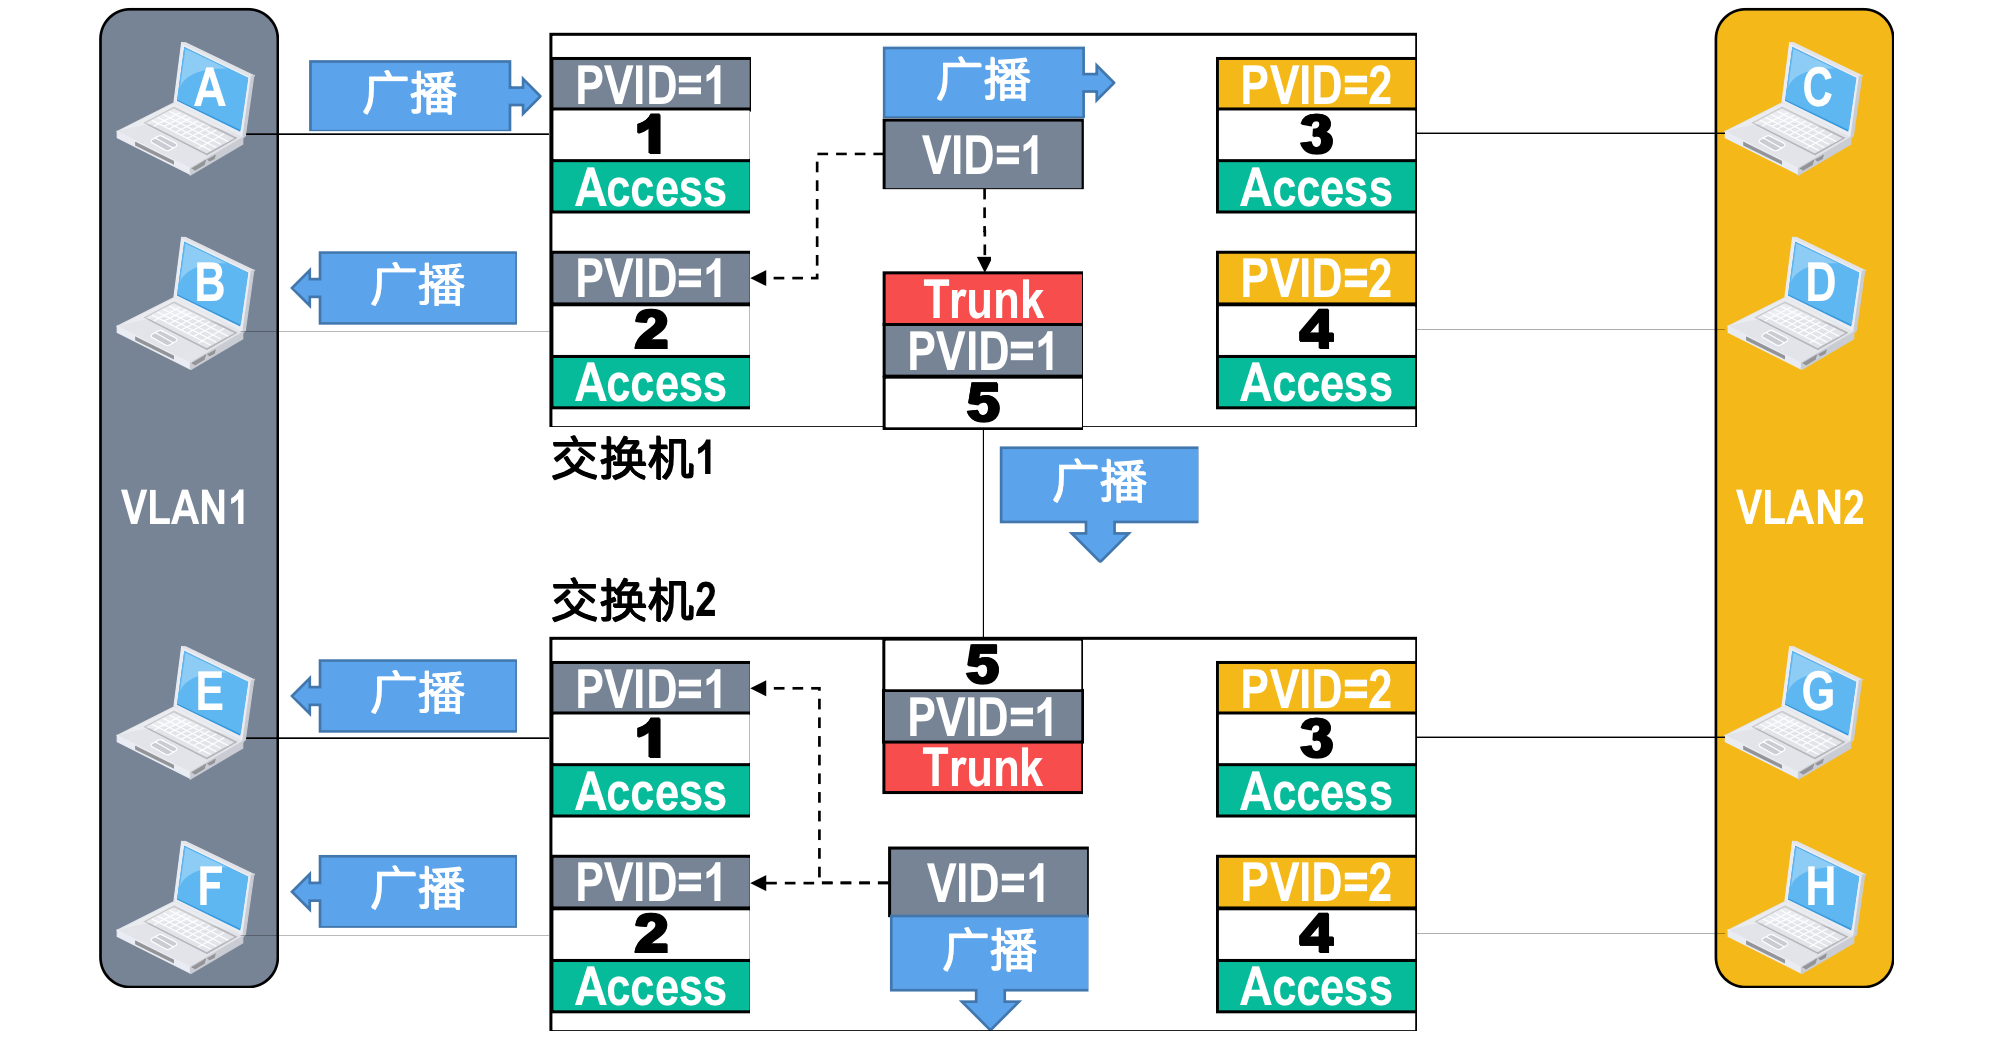 A
广播
PVID=1
1
Access
广播
VID=1
PVID=2
3
Access
C
B
广播
PVID=1
2
Access
Trunk
PVID=1
5
PVID=2
4
Access
D
交换机1
广播
VLAN1
VLAN2
交换机2
E
广播
PVID=1
1
Access
5
PVID=1
Trunk
PVID=2
3
Access
G
F
广播
PVID=1
2
Access
VID=1
广播
PVID=2
4
Access
H